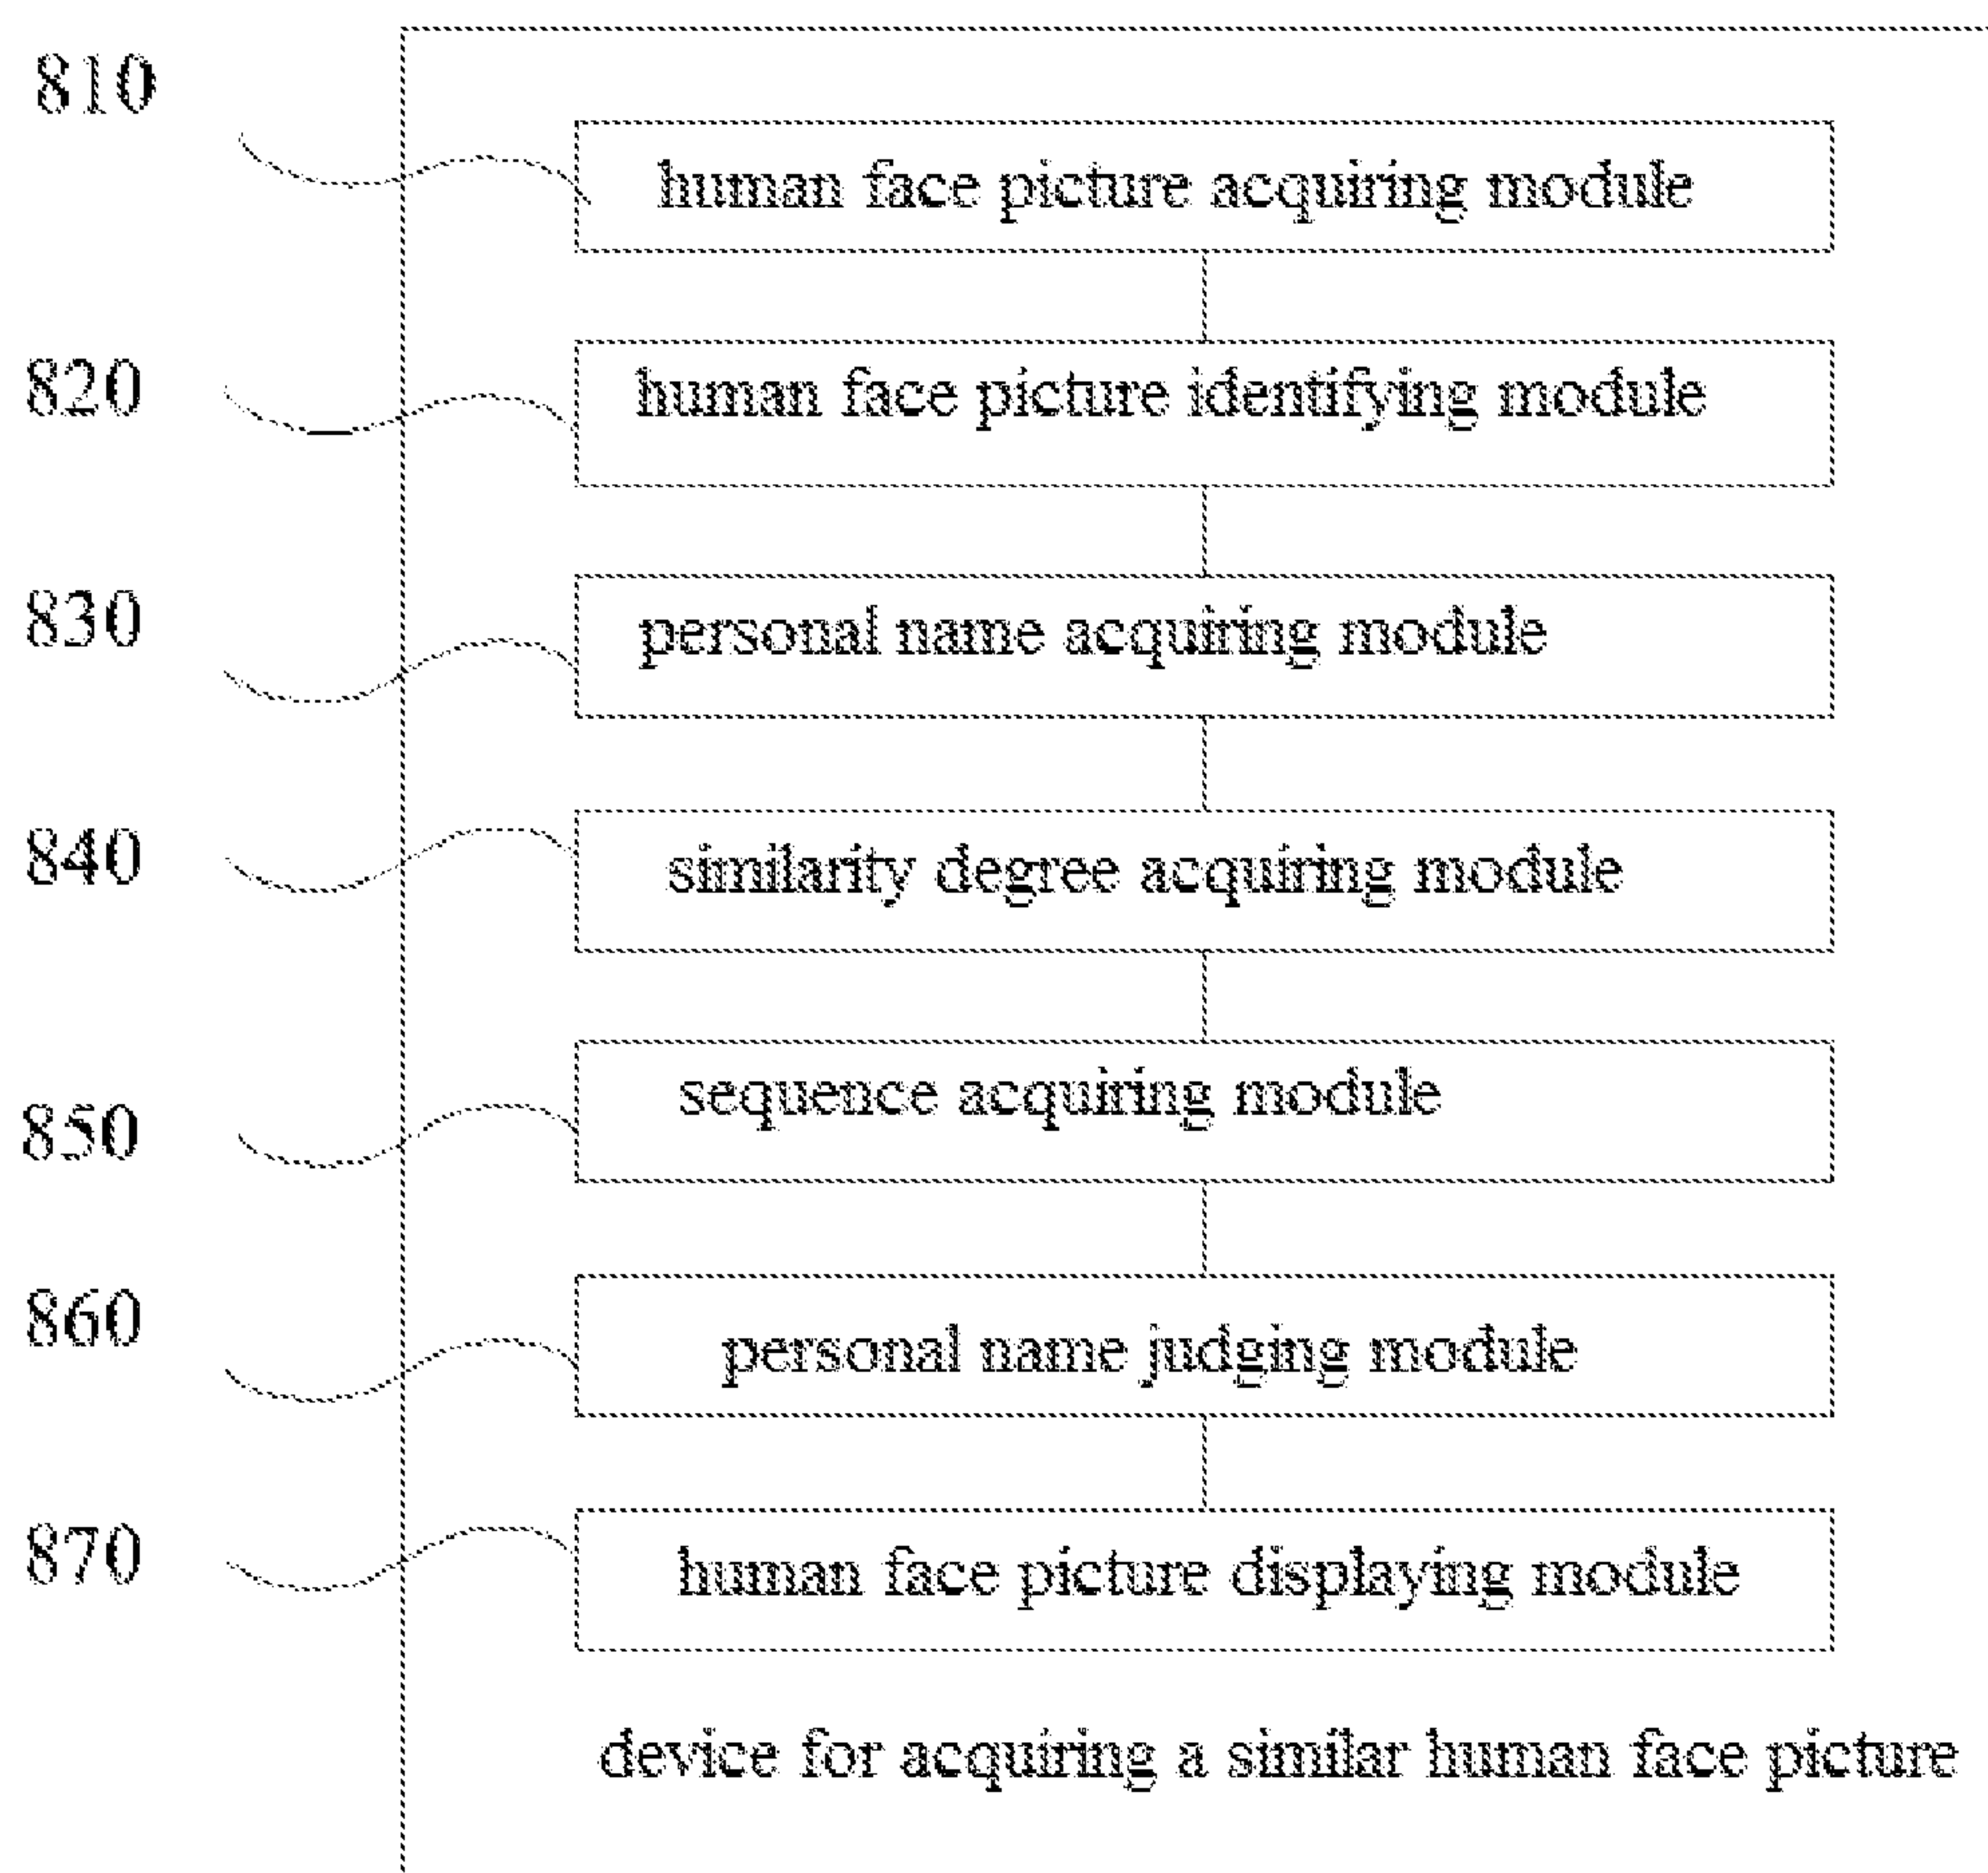 810
human face picture acquiring module
820
human face picture identifying module
830
personal name acquiring module
840
similarity degree acquiring module
850
sequence acquiring module
860
personal name judging module
870
human face picture displaying module
device for acquiring a similar human face picture